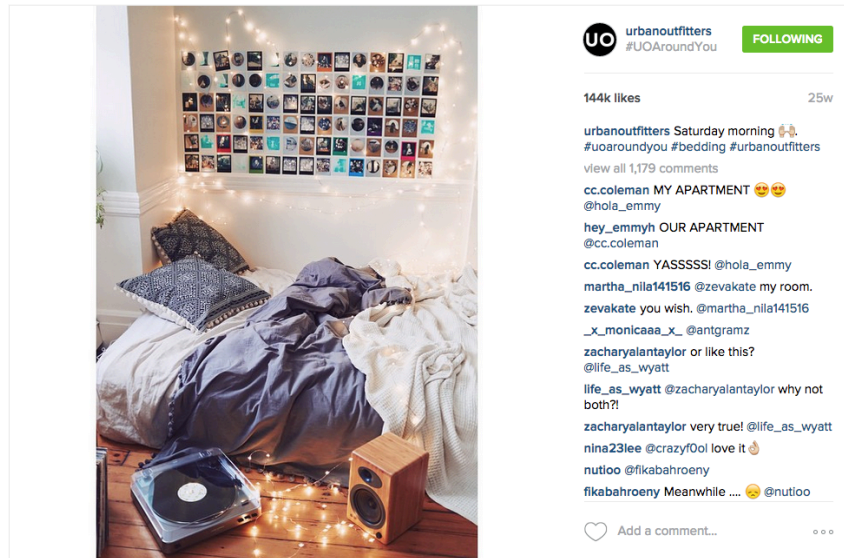 UO
urbanoutfitters
#UOAroundYou
FOLLOWING
144k likes
25w
urbanoutfitters Saturday morning 🙌🏼.
#uoaroundyou #bedding #urbanoutfitters
view all 1,179 comments
cc.coleman MY APARTMENT 😍😍
@hola_emmy
hey_emmyh OUR APARTMENT
@cc.coleman
cc.coleman YASSSSS! @hola_emmy
martha_nila141516 @zevakate my room.
zevakate you wish. @martha_nila141516
_x_monicaaa_x_ @antgramz
zacharyalantaylor or like this?
@life_as_wyatt
life_as_wyatt @zacharyalantaylor why not
both?!
zacharyalantaylor very true! @life_as_wyatt
nina23lee @crazyf0ol love it👌🏼
nutioo @fikabahroeny
fikabahroeny Meanwhile .... 😞 @nutioo
Add a comment...